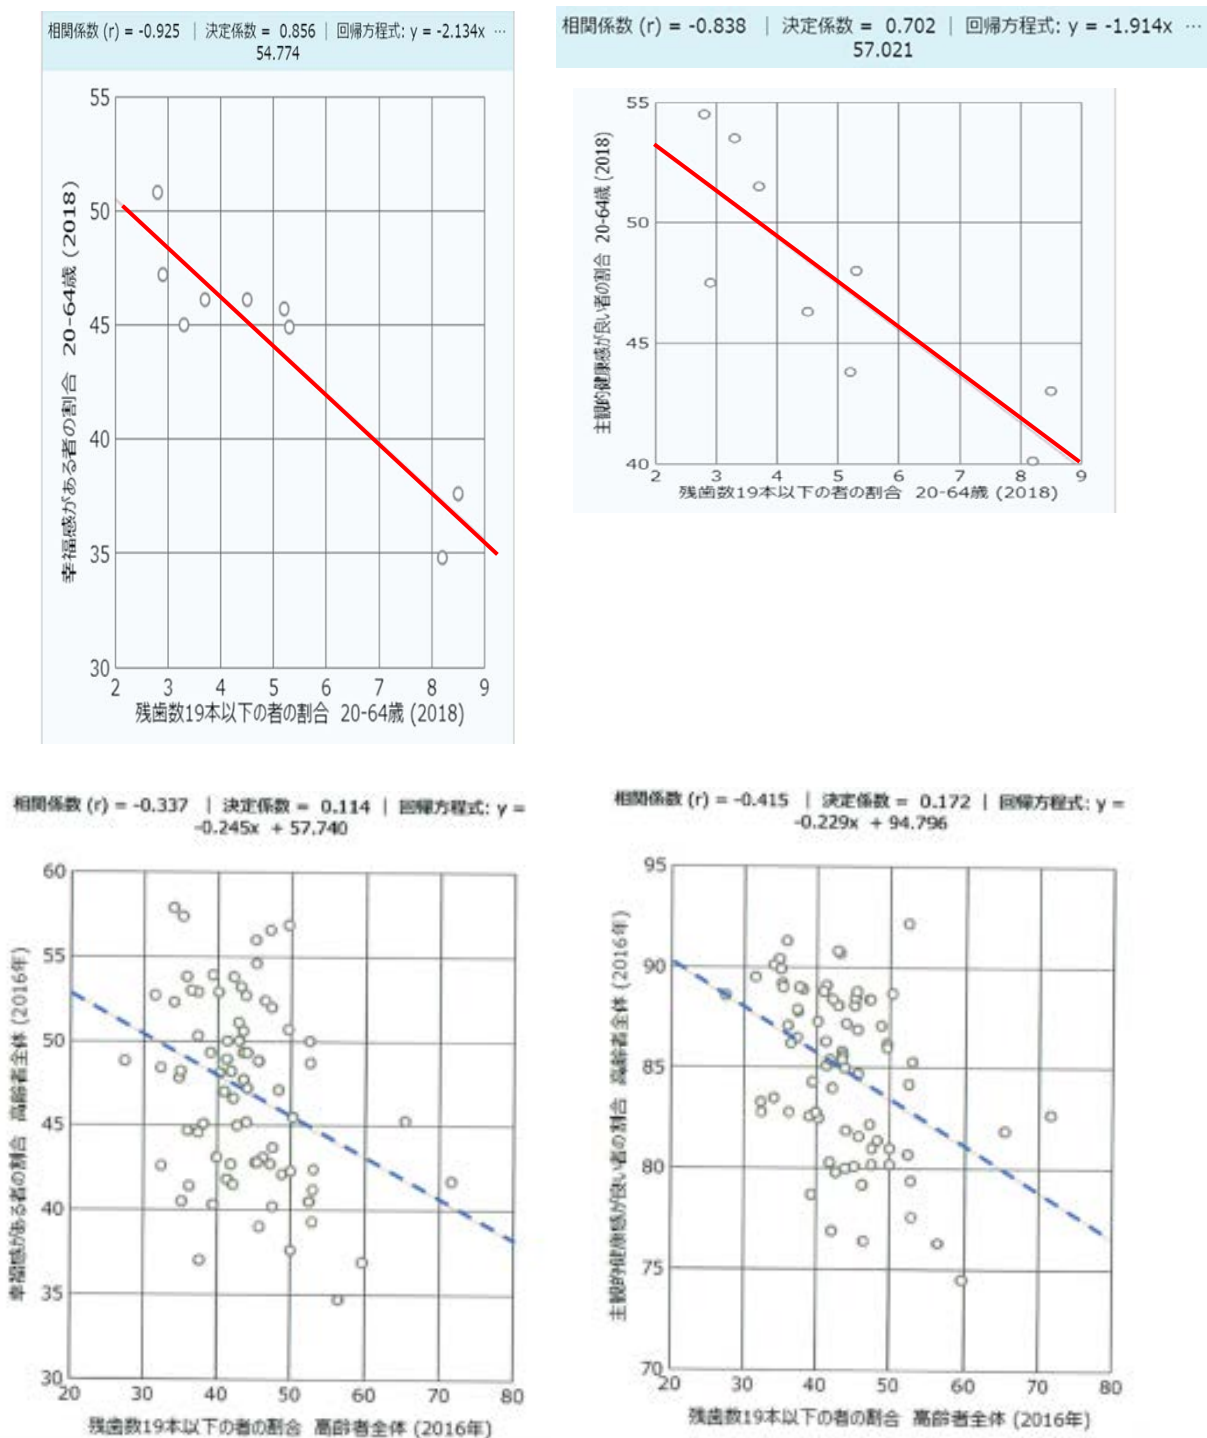 相関係数 (r) = -0.925 | 決定係数 = 0.856 | 回帰方程式: y = -2.134x …
54.774
55
50
45
40
35
30
2 3 4 5 6 7 8 9
幸福感がある者の割合 20-64歳 (2018)
残歯数19本以下の者の割合 20-64歳 (2018)
相関係数 (r) = -0.838 | 決定係数 = 0.702 | 回帰方程式: y = -1.914x …
57.021
55
50
45
40
2 3 4 5 6 7 8 9
主観的健康感が良い者の割合 20-64歳 (2018)
残歯数19本以下の者の割合 20-64歳 (2018)
相関係数 (r) = -0.337 | 決定係数 = 0.114 | 回帰方程式: y =
-0.245x + 57.740
60
55
50
45
40
35
30
20 30 40 50 60 70 80
幸福感がある者の割合 高齢者全体 (2016年)
残歯数19本以下の者の割合 高齢者全体 (2016年)
相関係数 (r) = -0.415 | 決定係数 = 0.172 | 回帰方程式: y =
-0.229x + 94.796
95
90
85
80
75
70
20 30 40 50 60 70 80
主観的健康感が良い者の割合 高齢者全体 (2016年)
残歯数19本以下の者の割合 高齢者全体 (2016年)